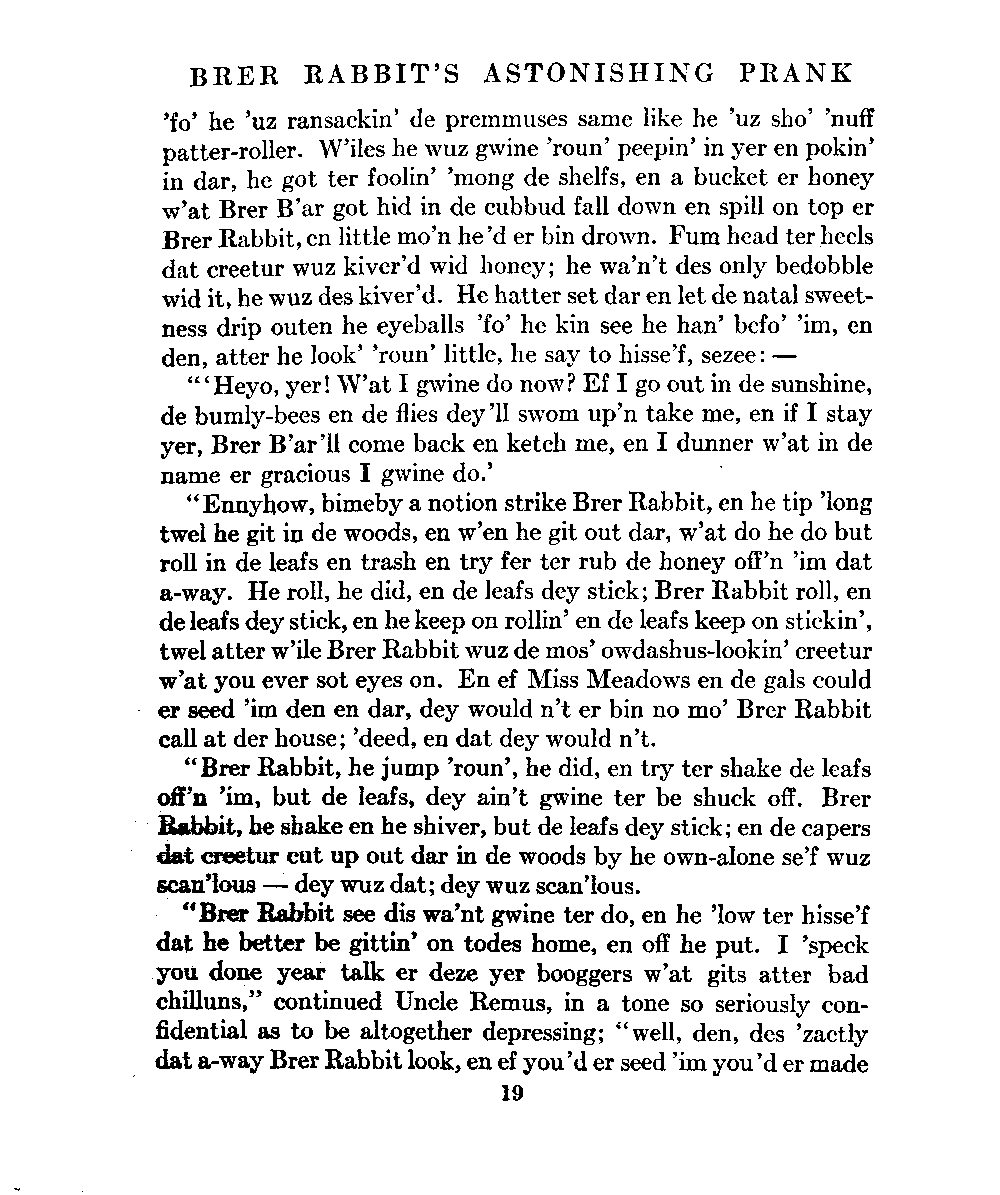 BRER RABBIT'S ASTONISHING PRANK
’fo’ he ’uz ransackin’ de premmuses same like he ’uz sho’ ’nuff
patter-roller. W’iles he wuz gwine ’roun’ peepin’ in yer en pokin’
in dar, he got ter foolin’ ’mong de shelfs, en a bucket er honey
w’at Brer B’ar got hid in de cubbud fall down en spill on top er
Brer Rabbit, en little mo’n he’d er bin drown. Fum head ter heels
dat creetur wuz kiver’d wid honey; he wa’n’t des only bedobble
wid it, he wuz des kiver’d. He hatter set dar en let de natal sweet-
ness drip outen he eyeballs ’fo’ he kin see he han’ befo’ ’im, en
den, atter he look’ ’roun’ little, he say to hisse’f, sezee: —
“‘Heyo, yer! W’at I gwine do now? Ef I go out in de sunshine,
de bumly-bees en de flies dey’ll swom up’n take me, en if I stay
yer, Brer B’ar’ll come back en ketch me, en I dunner w’at in de
name er gracious I gwine do.’
“Ennyhow, bimeby a notion strike Brer Rabbit, en he tip ’long
twel he git in de woods, en w’en he git out dar, w’at do he do but
roll in de leafs en trash en try fer ter rub de honey off’n ’im dat
a-way. He roll, he did, en de leafs dey stick; Brer Rabbit roll, en
de leafs dey stick, en he keep on rollin’ en de leafs keep on stickin’,
twel atter w’ile Brer Rabbit wuz de mos’ owdashus-lookin’ creetur
w’at you ever sot eyes on. En ef Miss Meadows en de gals could
er seed ’im den en dar, dey would n’t er bin no mo’ Brer Rabbit
call at der house; ’deed, en dat dey would n’t.
“Brer Rabbit, he jump ’roun’, he did, en try ter shake de leafs
off’n ’im, but de leafs, dey ain’t gwine ter be shuck off. Brer
Rabbit, he shake en he shiver, but de leafs dey stick; en de capers
dat creetur cut up out dar in de woods by he own-alone se’f wuz
scan’lous — dey wuz dat; dey wuz scan’lous.
“Brer Rabbit see dis wa’nt gwine ter do, en he ’low ter hisse’f
dat he better be gittin’ on todes home, en off he put. I ’speck
you done year talk er deze yer booggers w’at gits atter bad
chilluns,” continued Uncle Remus, in a tone so seriously con-
fidential as to be altogether depressing; “well, den, des ’zactly
dat a-way Brer Rabbit look, en ef you’d er seed ’im you’d er made
19